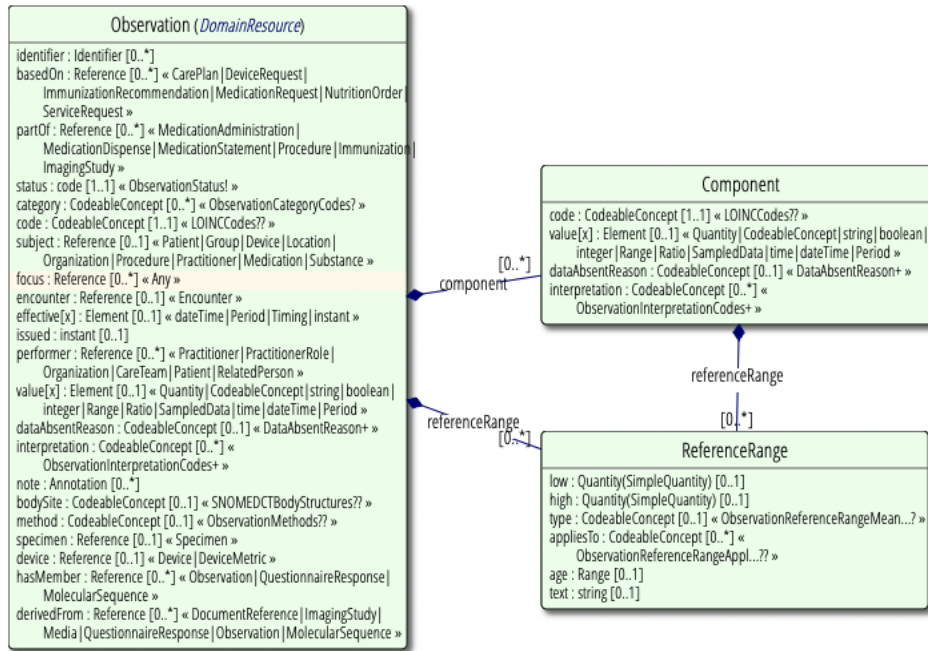 Observation (DomainResource)
identifier : Identifier [0..*]
basedOn : Reference [0..*] « CarePlan|DeviceRequest|
ImmunizationRecommendation|MedicationRequest|NutritionOrder|
ServiceRequest »
partOf : Reference [0..*] « MedicationAdministration|
MedicationDispense|MedicationStatement|Procedure|Immunization|
ImagingStudy »
status : code [1..1] « ObservationStatus! »
category : CodeableConcept [0..*] « ObservationCategoryCodes? »
code : CodeableConcept [1..1] « LOINCCodes?? »
subject : Reference [0..1] « Patient|Group|Device|Location|
Organization|Procedure|Practitioner|Medication|Substance »
focus : Reference [0..*] « Any »
encounter : Reference [0..1] « Encounter »
effective[x] : Element [0..1] « dateTime|Period|Timing|instant »
issued : instant [0..1]
performer : Reference [0..*] « Practitioner|PractitionerRole|
Organization|CareTeam|Patient|RelatedPerson »
value[x] : Element [0..1] « Quantity|CodeableConcept|string|boolean|
integer|Range|Ratio|SampledData|time|dateTime|Period »
dataAbsentReason : CodeableConcept [0..1] « DataAbsentReason+ »
interpretation : CodeableConcept [0..*] «
ObservationInterpretationCodes+ »
note : Annotation [0..*]
bodySite : CodeableConcept [0..1] « SNOMEDCTBodyStructures?? »
method : CodeableConcept [0..1] « ObservationMethods?? »
specimen : Reference [0..1] « Specimen »
device : Reference [0..1] « Device|DeviceMetric »
hasMember : Reference [0..*] « Observation|QuestionnaireResponse|
MolecularSequence »
derivedFrom : Reference [0..*] « DocumentReference|ImagingStudy|
Media|QuestionnaireResponse|Observation|MolecularSequence »
[0..*]
component
referenceRange
[0..*]
Component
code : CodeableConcept [1..1] « LOINCCodes?? »
value[x] : Element [0..1] « Quantity|CodeableConcept|string|boolean|
integer|Range|Ratio|SampledData|time|dateTime|Period »
dataAbsentReason : CodeableConcept [0..1] « DataAbsentReason+ »
interpretation : CodeableConcept [0..*] «
ObservationInterpretationCodes+ »
referenceRange
[0..*]
ReferenceRange
low : Quantity(SimpleQuantity) [0..1]
high : Quantity(SimpleQuantity) [0..1]
type : CodeableConcept [0..1] « ObservationReferenceRangeMean...? »
appliesTo : CodeableConcept [0..*] «
ObservationReferenceRangeAppl...?? »
age : Range [0..1]
text : string [0..1]